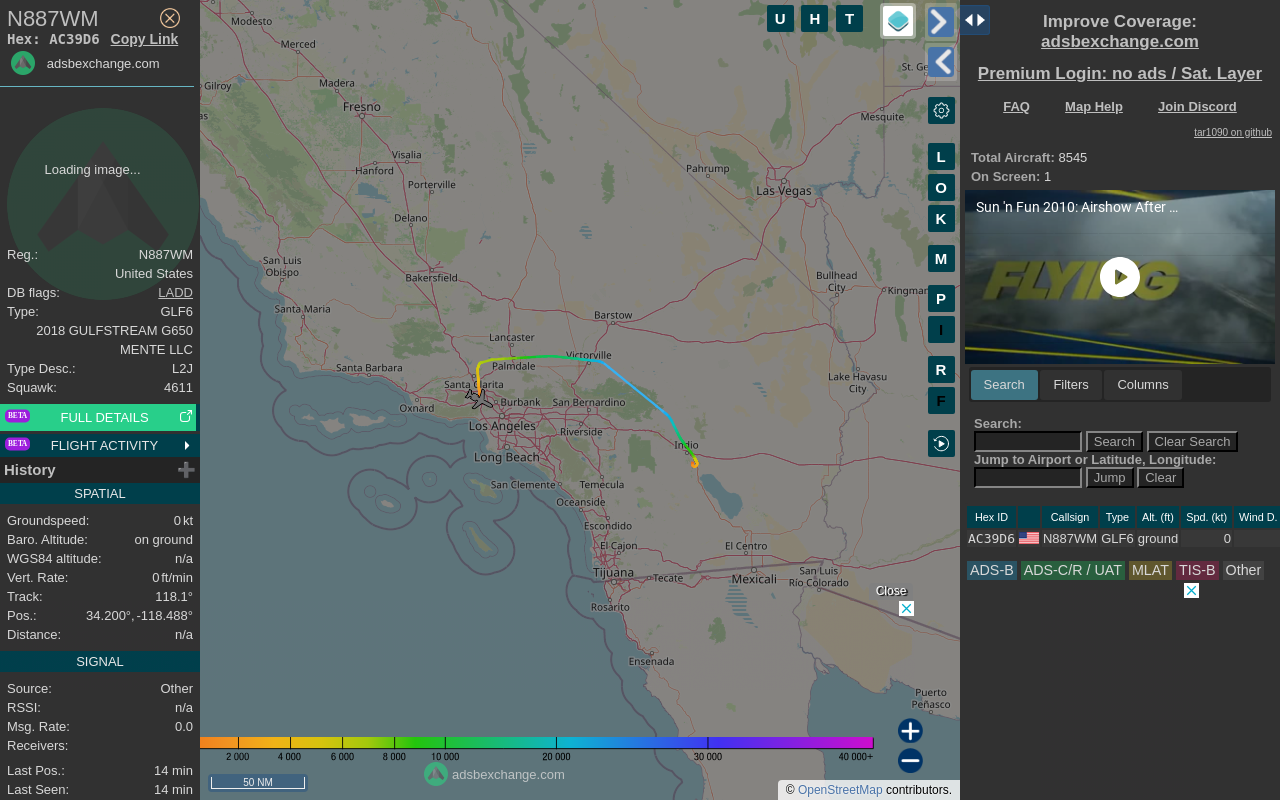 N887WM
Hex: AC39D6 Copy Link
adsbexchange.com
Loading image...
Reg.: N887WM
United States
DB flags: LADD
Type: GLF6
2018 GULFSTREAM G650
MENTE LLC
Type Desc.: L2J
Squawk: 4611
BETA FULL DETAILS
BETA FLIGHT ACTIVITY
History
SPATIAL
Groundspeed: 0 kt
Baro. Altitude: on ground
WGS84 altitude: n/a
Vert. Rate: 0 ft/min
Track: 118.1°
Pos.: 34.200°, -118.488°
Distance: n/a
SIGNAL
Source: Other
RSSI: n/a
Msg. Rate: 0.0
Receivers:
Last Pos.: 14 min
Last Seen: 14 min
U H T
L
O
K
M
P
I
R
F
Modesto
Merced
Gilroy
Madera
Fresno
Visalia
Hanford
Porterville
Delano
San Luis
Obispo
Bakersfield
Santa Maria
St. Ge
Mesquite
Pahrump
Las Vegas
Bullhead
City
Kingman
Barstow
Lancaster
Palmdale
Victorville
Santa Barbara
Santa Clarita
Oxnard
Burbank
San Bernardino
Los Angeles
Riverside
Indio
Long Beach
San Clemente
Temecula
Oceanside
Escondido
El Cajon
El Centro
Tijuana
Tecate
Mexicali
San Luis
Río Colorado
Rosarito
Ensenada
Lake Havasu
City
Puerto
Peñasco
Close
2 000 4 000 6 000 8 000 10 000 20 000 30 000 40 000+
adsbexchange.com
50 NM
© OpenStreetMap contributors.
Improve Coverage:
adsbexchange.com
Premium Login: no ads / Sat. Layer
FAQ Map Help Join Discord
tar1090 on github
Total Aircraft: 8545
On Screen: 1
Sun 'n Fun 2010: Airshow After ...
FLYING
Search Filters Columns
Search:
Search Clear Search
Jump to Airport or Latitude, Longitude:
Jump Clear
Hex ID Callsign Type Alt. (ft) Spd. (kt) Wind D.
AC39D6 N887WM GLF6 ground 0
ADS-B ADS-C/R / UAT MLAT TIS-B Other